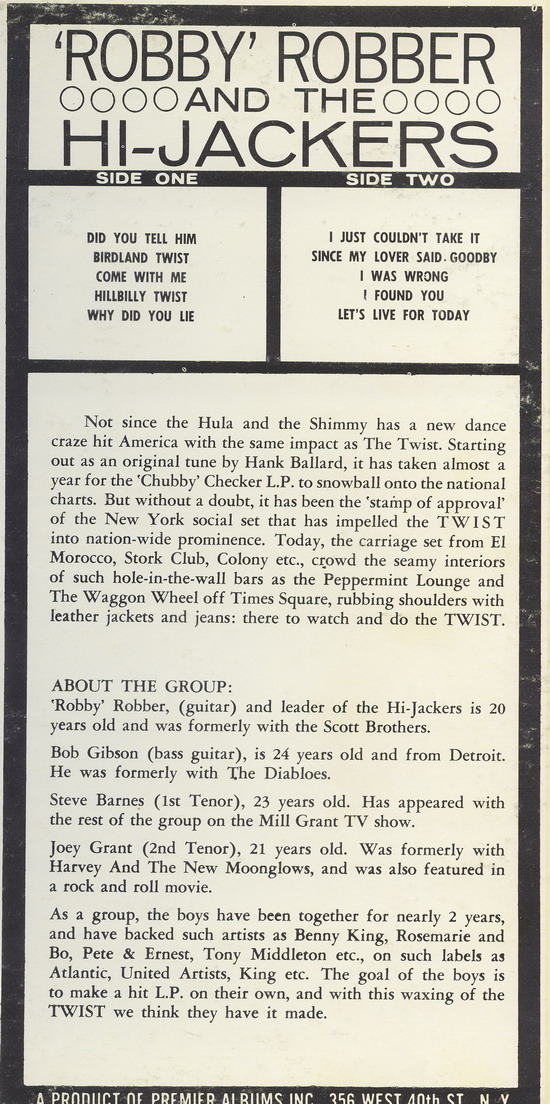 'ROBBY' ROBBER
AND THE
HI-JACKERS
SIDE ONE
DID YOU TELL HIM
BIRDLAND TWIST
COME WITH ME
HILLBILLY TWIST
WHY DID YOU LIE
SIDE TWO
I JUST COULDN'T TAKE IT
SINCE MY LOVER SAID GOODBY
I WAS WRONG
I FOUND YOU
LET'S LIVE FOR TODAY
Not since the Hula and the Shimmy has a new dance
craze hit America with the same impact as The Twist. Starting
out as an original tune by Hank Ballard, it has taken almost a
year for the 'Chubby' Checker L.P. to snowball onto the national
charts. But without a doubt, it has been the 'stamp of approval'
of the New York social set that has impelled the TWIST
into nation-wide prominence. Today, the carriage set from El
Morocco, Stork Club, Colony etc., crowd the seamy interiors
of such hole-in-the-wall bars as the Peppermint Lounge and
The Waggon Wheel off Times Square, rubbing shoulders with
leather jackets and jeans: there to watch and do the TWIST.
ABOUT THE GROUP:
'Robby' Robber, (guitar) and leader of the Hi-Jackers is 20
years old and was formerly with the Scott Brothers.
Bob Gibson (bass guitar), is 24 years old and from Detroit.
He was formerly with The Diabloes.
Steve Barnes (1st Tenor), 23 years old. Has appeared with
the rest of the group on the Mill Grant TV show.
Joey Grant (2nd Tenor), 21 years old. Was formerly with
Harvey And The New Moonglows, and was also featured in
a rock and roll movie.
As a group, the boys have been together for nearly 2 years,
and have backed such artists as Benny King, Rosemarie and
Bo, Pete & Ernest, Tony Middleton etc., on such labels as
Atlantic, United Artists, King etc. The goal of the boys is
to make a hit L.P. on their own, and with this waxing of the
TWIST we think they have it made.
A PRODUCT OF PREMIER ALBUMS INC. 356 WEST 40th ST. N. Y.